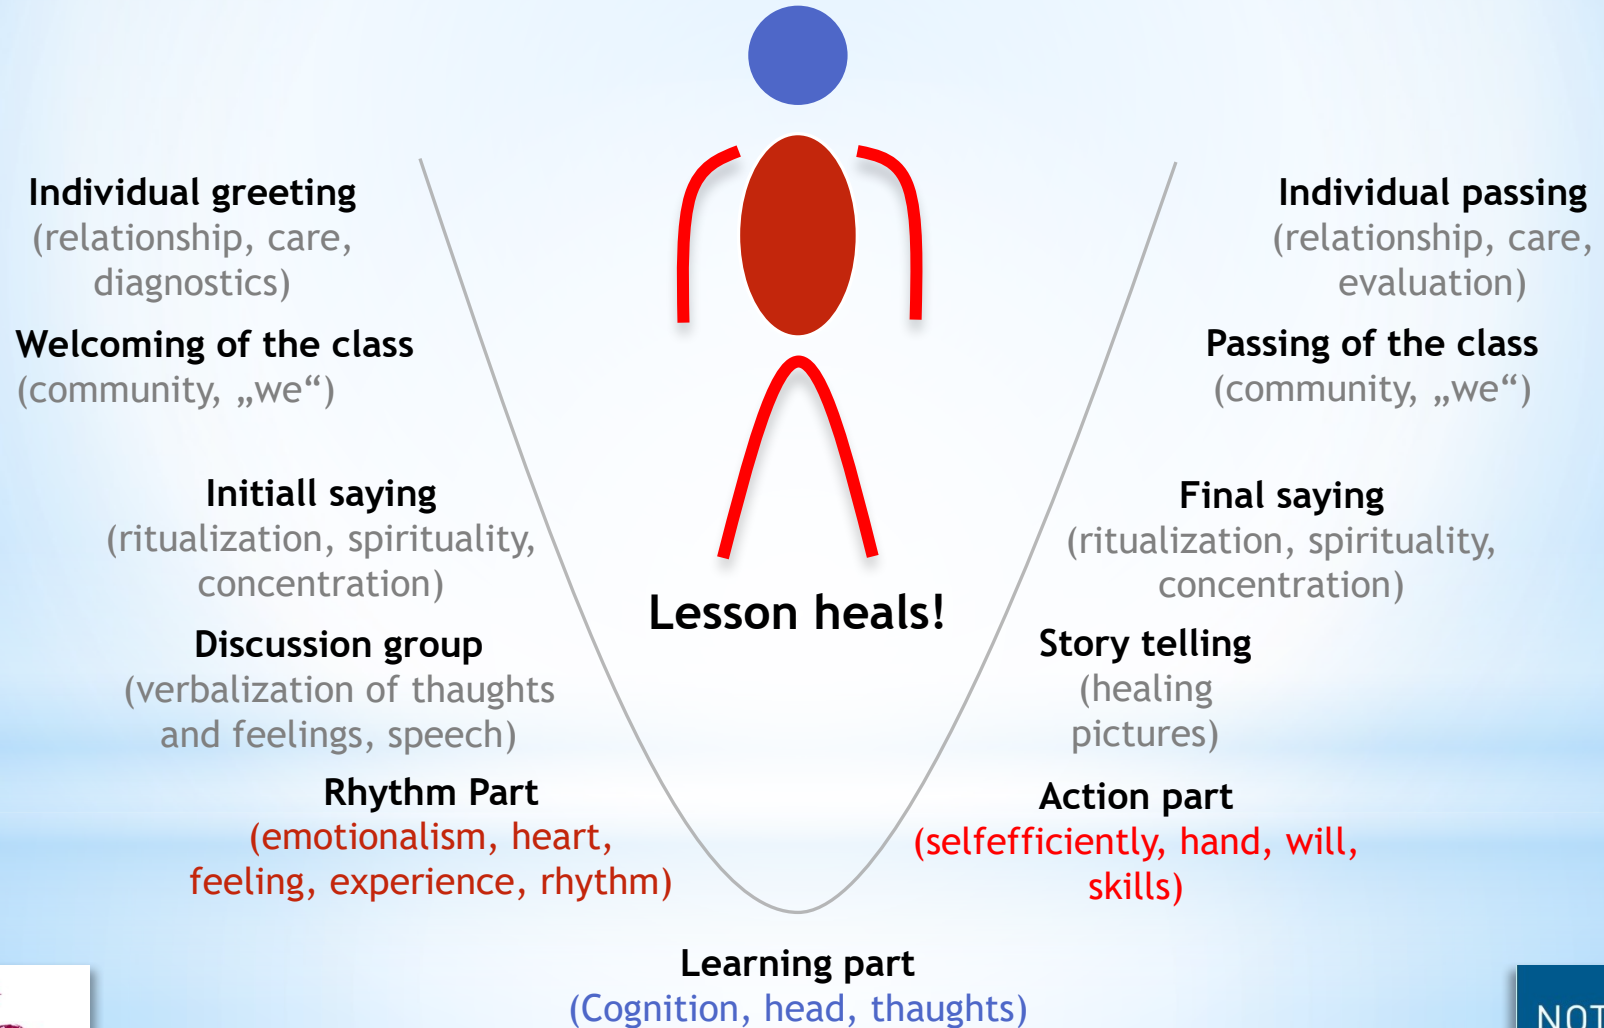 Individual greeting
(relationship, care,
diagnostics)
Welcoming of the class
(community, „we“)
Initiall saying
(ritualization, spirituality,
concentration)
Discussion group
(verbalization of thaughts
and feelings, speech)
Rhythm Part
(emotionalism, heart,
feeling, experience, rhythm)
Lesson heals!
Learning part
(Cognition, head, thaughts)
Individual passing
(relationship, care,
evaluation)
Passing of the class
(community, „we“)
Final saying
(ritualization, spirituality,
concentration)
Story telling
(healing
pictures)
Action part
(selfefficiently, hand, will,
skills)
NOT